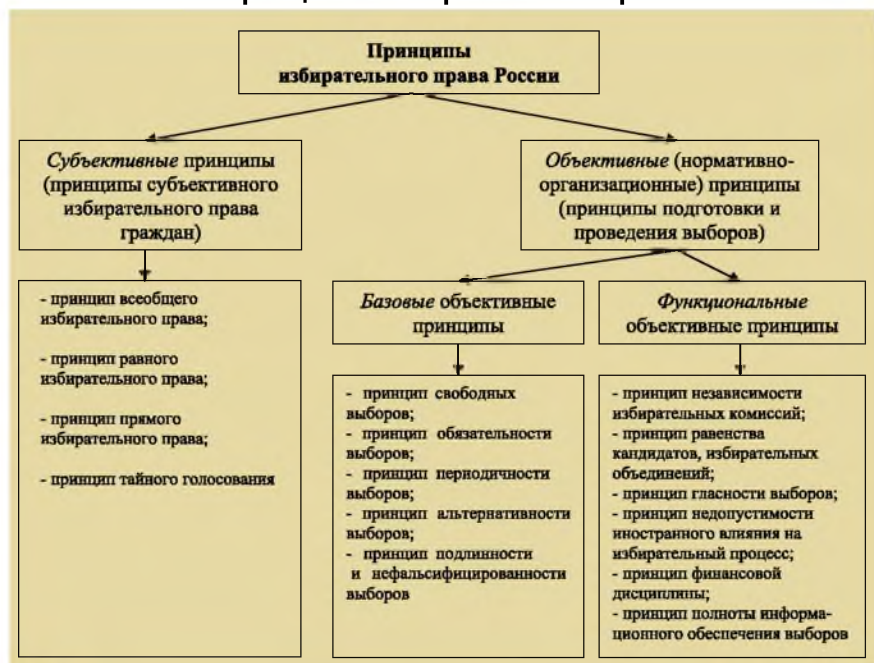 Принципы
избирательного права России
Субъективные принципы
(принципы субъективного
избирательного права
граждан)
Объективные (нормативно-
организационные) принципы
(принципы подготовки и
проведения выборов)
- принцип всеобщего
избирательного права;
- принцип равного
избирательного права;
- принцип прямого
избирательного права;
- принцип тайного голосования
Базовые объективные
принципы
- принцип свободных
выборов;
- принцип обязательности
выборов;
- принцип периодичности
выборов;
- принцип альтернативности
выборов;
- принцип подлинности
и нефальсифицированности
выборов
Функциональные
объективные принципы
- принцип независимости
избирательных комиссий;
- принцип равенства
кандидатов, избирательных
объединений;
- принцип гласности выборов;
- принцип недопустимости
иностранного влияния на
избирательный процесс;
- принцип финансовой
дисциплины;
- принцип полноты информа-
ционного обеспечения выборов